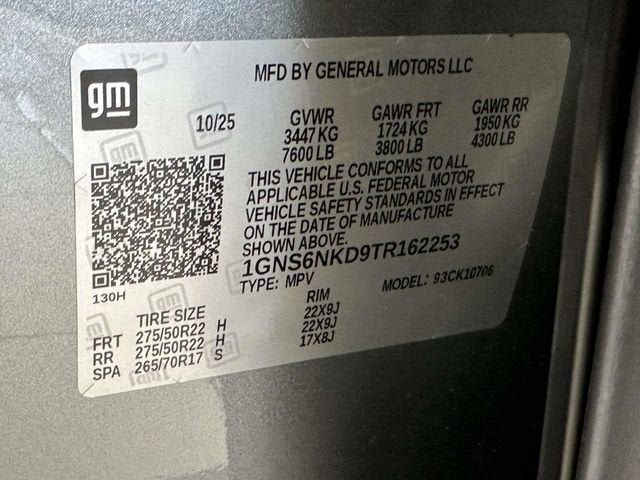 gm
MFD BY GENERAL MOTORS LLC
10/25 GVWR GAWR FRT GAWR RR
3447 KG 1724 KG 1950 KG
7600 LB 3800 LB 4300 LB
THIS VEHICLE CONFORMS TO ALL
APPLICABLE U.S. FEDERAL MOTOR
VEHICLE SAFETY STANDARDS IN EFFECT
ON THE DATE OF MANUFACTURE
SHOWN ABOVE.
1GNS6NKD9TR162253
TYPE: MPV MODEL: 93CK10706
130H
TIRE SIZE RIM
FRT 275/50R22 H 22X9J
RR 275/50R22 H 22X9J
SPA 265/70R17 S 17X8J